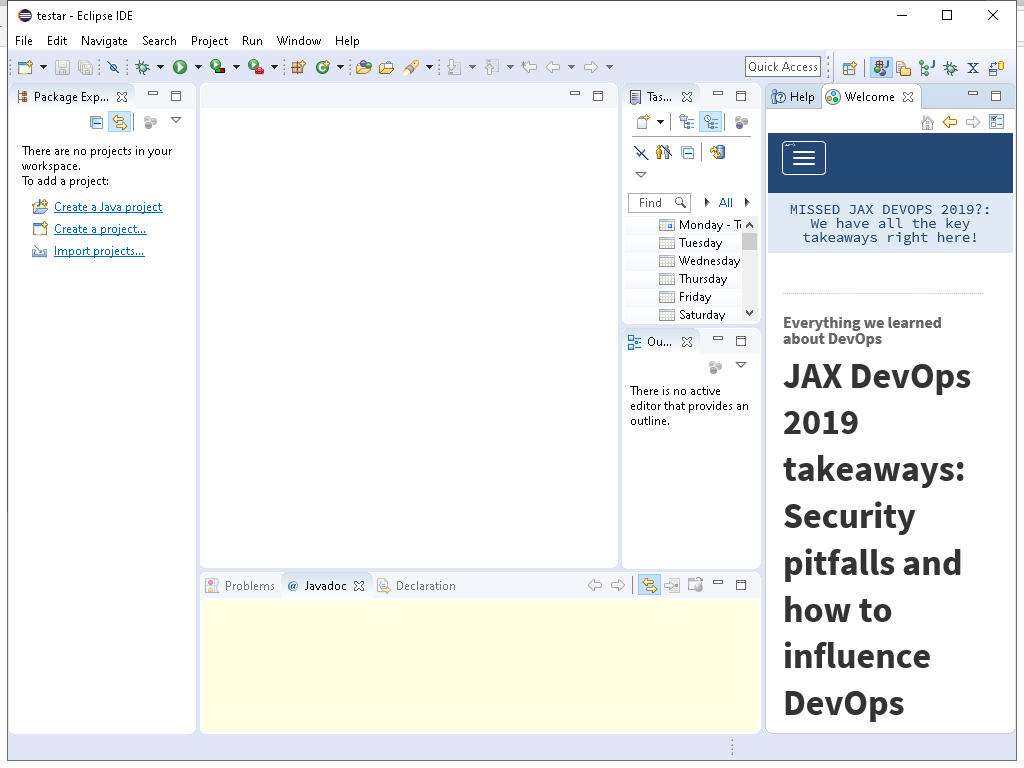 testar - Eclipse IDE
File Edit Navigate Search Project Run Window Help
Quick Access
Package Exp...
There are no projects in your
workspace.
To add a project:
Create a Java project
Create a project...
Import projects...
Tas...
Find All
Monday - T
Tuesday
Wednesday
Thursday
Friday
Saturday
Ou...
There is no active
editor that provides an
outline.
Problems @ Javadoc Declaration
Help Welcome
MISSED JAX DEVOPS 2019?:
We have all the key
takeaways right here!
Everything we learned
about DevOps
JAX DevOps
2019
takeaways:
Security
pitfalls and
how to
influence
DevOps